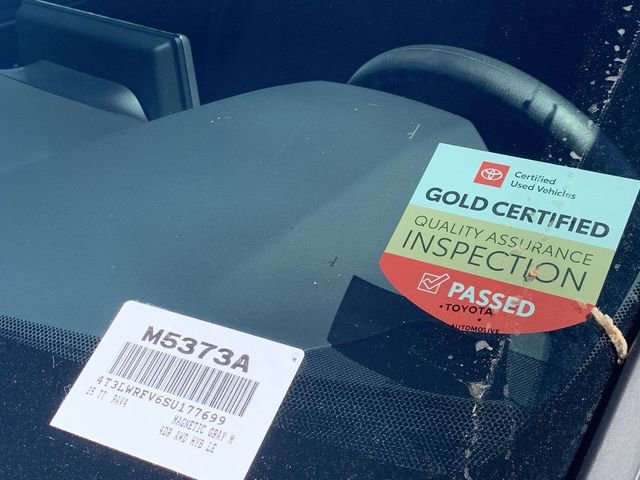 Certified
Used Vehicles
GOLD CERTIFIED
QUALITY ASSURANCE
INSPECTION
PASSED
• TOYOTA •
AUTOMOTIVE
M5373A
4T3LWRFV6SU177699
25 TT RAV4
MAGNETIC GRAY M
4DR AWD HYB LE